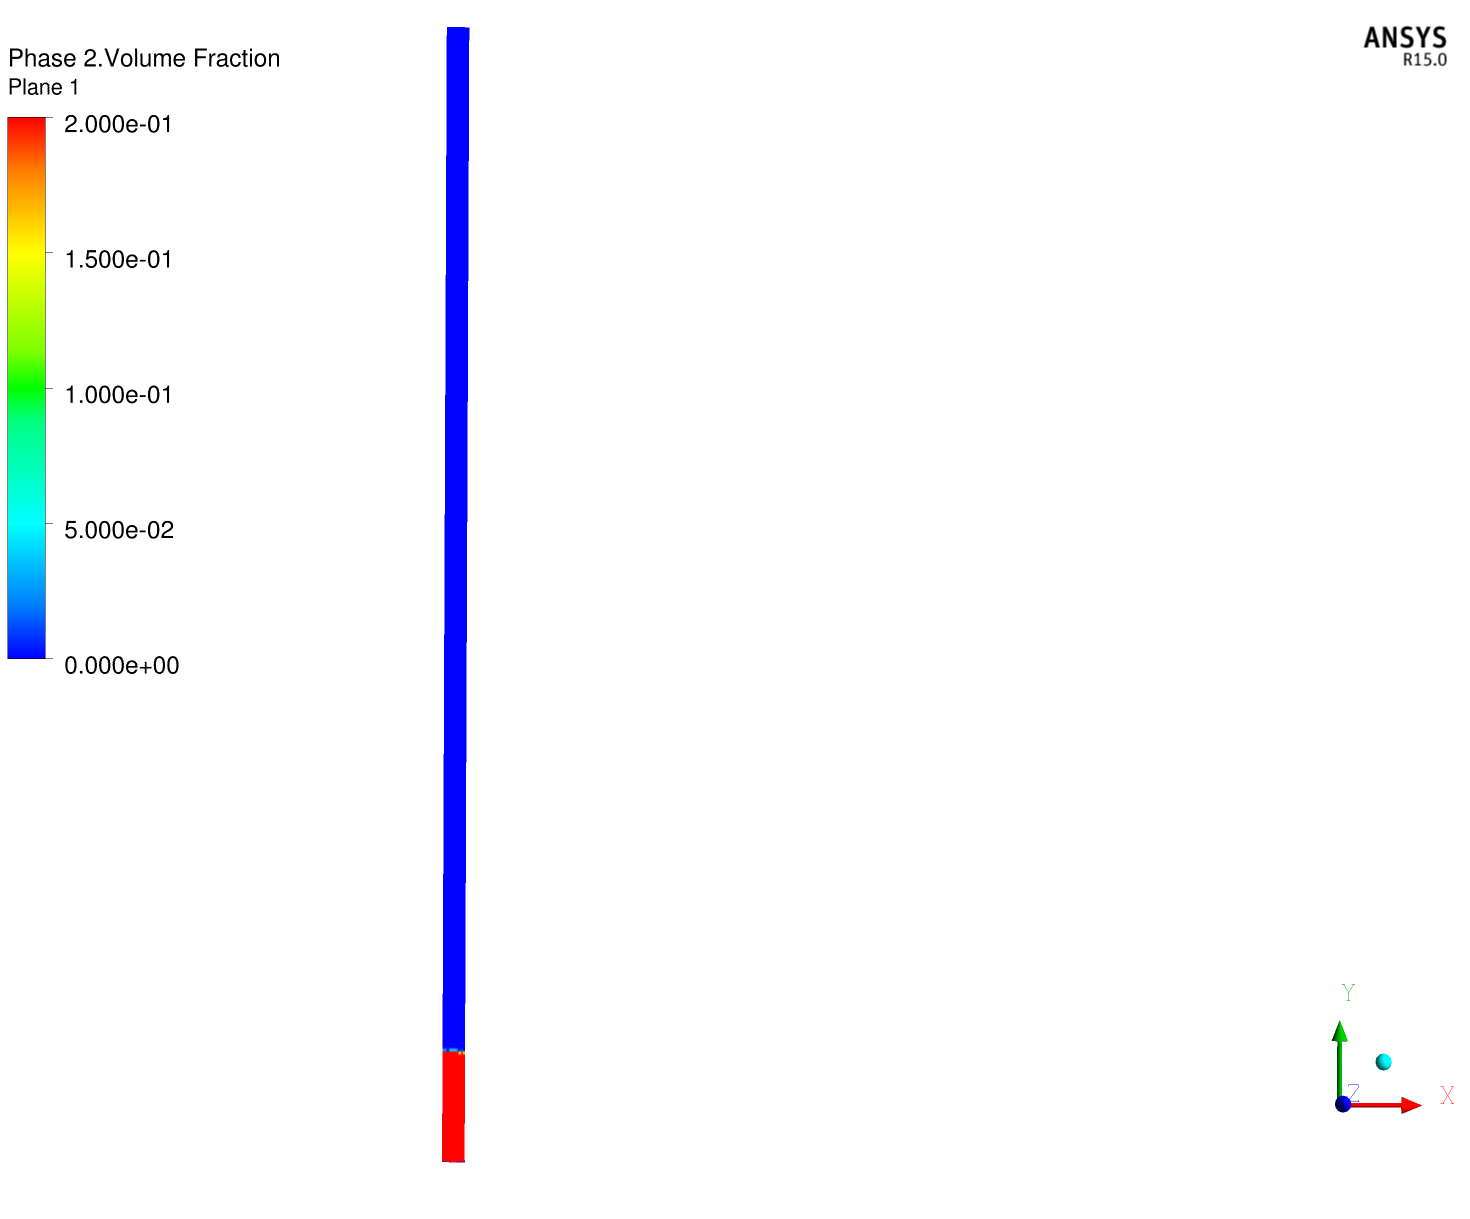 Phase 2.Volume Fraction
Plane 1
2.000e-01
1.500e-01
1.000e-01
5.000e-02
0.000e+00
ANSYS
R15.0
Y
Z
X